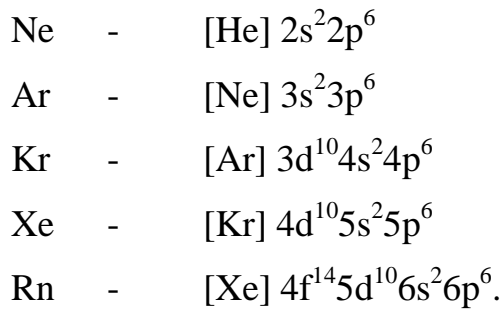 Ne - [He] 2s²2p⁶
Ar - [Ne] 3s²3p⁶
Kr - [Ar] 3d¹⁰4s²4p⁶
Xe - [Kr] 4d¹⁰5s²5p⁶
Rn - [Xe] 4f¹⁴5d¹⁰6s²6p⁶.